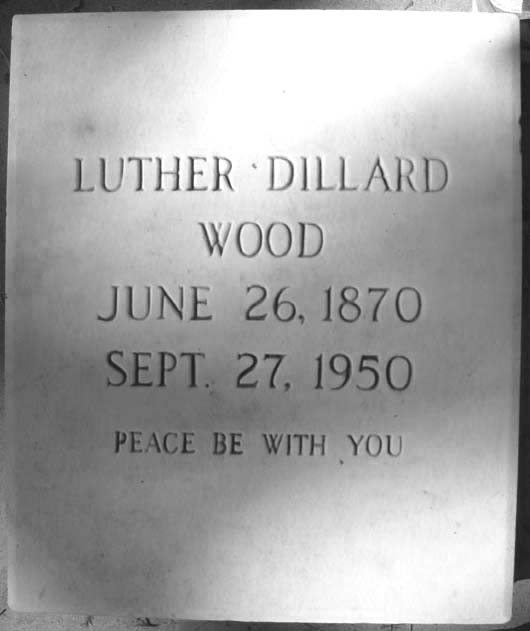 LUTHER DILLARD
WOOD
JUNE 26, 1870
SEPT. 27, 1950
PEACE BE WITH YOU